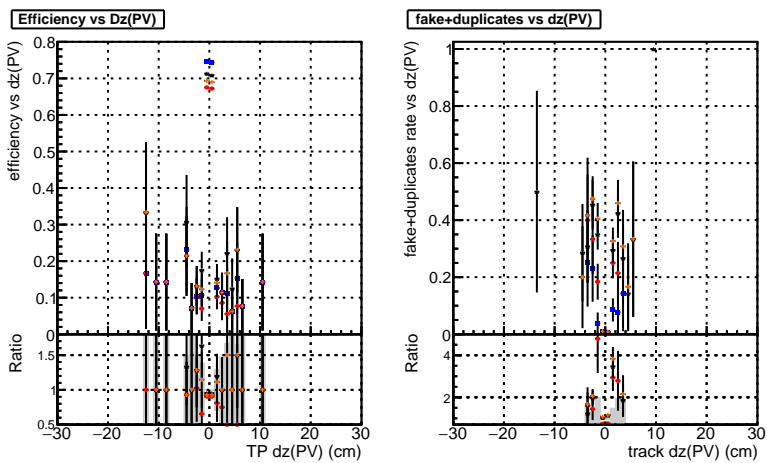 Efficiency vs Dz(PV)
efficiency vs dz(PV)
0.8
0.7
0.6
0.5
0.4
0.3
0.2
0.1
0
Ratio
1.5
1
0.5
−30 −20 −10 0 10 20 30
TP dz(PV) (cm)
fake+duplicates vs dz(PV)
fake+duplicates rate vs dz(PV)
1
0.8
0.6
0.4
0.2
0
Ratio
4
2
−30 −20 −10 0 10 20 30
track dz(PV) (cm)